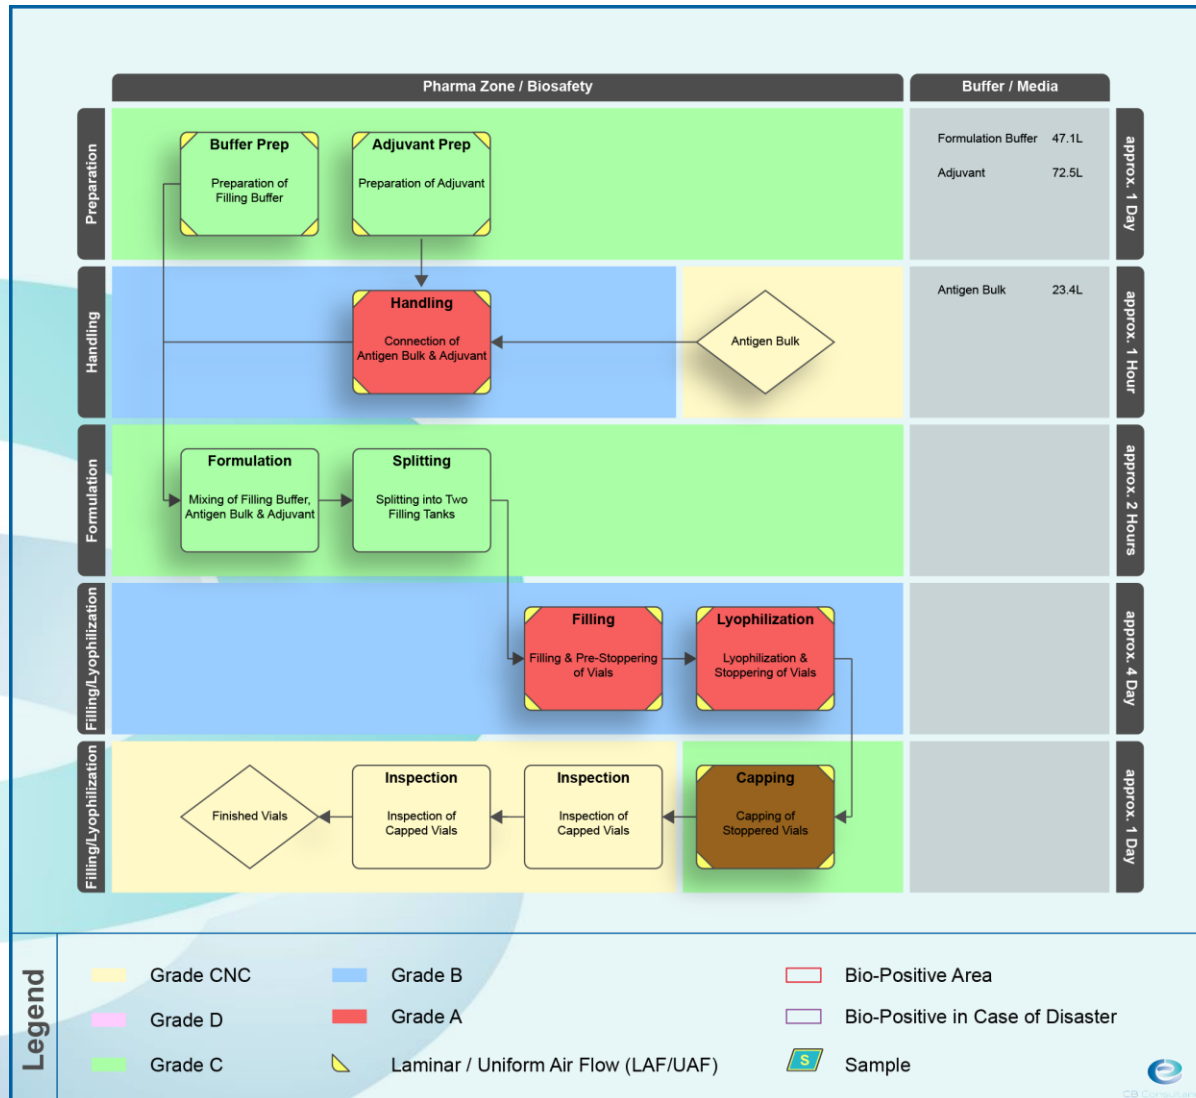 Pharma Zone / Biosafety
Buffer / Media
Preparation
Buffer Prep
Preparation of
Filling Buffer
Adjuvant Prep
Preparation of Adjuvant
Formulation Buffer 47.1L
Adjuvant 72.5L
approx. 1 Day
Handling
Handling
Connection of
Antigen Bulk & Adjuvant
Antigen Bulk
Antigen Bulk 23.4L
approx. 1 Hour
Formulation
Formulation
Mixing of Filling Buffer,
Antigen Bulk & Adjuvant
Splitting
Splitting into Two
Filling Tanks
approx. 2 Hours
Filling/Lyophilization
Filling
Filling & Pre-Stoppering
of Vials
Lyophilization
Lyophilization &
Stoppering of Vials
approx. 4 Day
Filling/Lyophilization
Finished Vials
Inspection
Inspection of
Capped Vials
Inspection
Inspection of
Capped Vials
Capping
Capping of
Stoppered Vials
approx. 1 Day
Legend
Grade CNC
Grade B
Bio-Positive Area
Grade D
Grade A
Bio-Positive in Case of Disaster
Grade C
Laminar / Uniform Air Flow (LAF/UAF)
S
Sample
CB Consultant